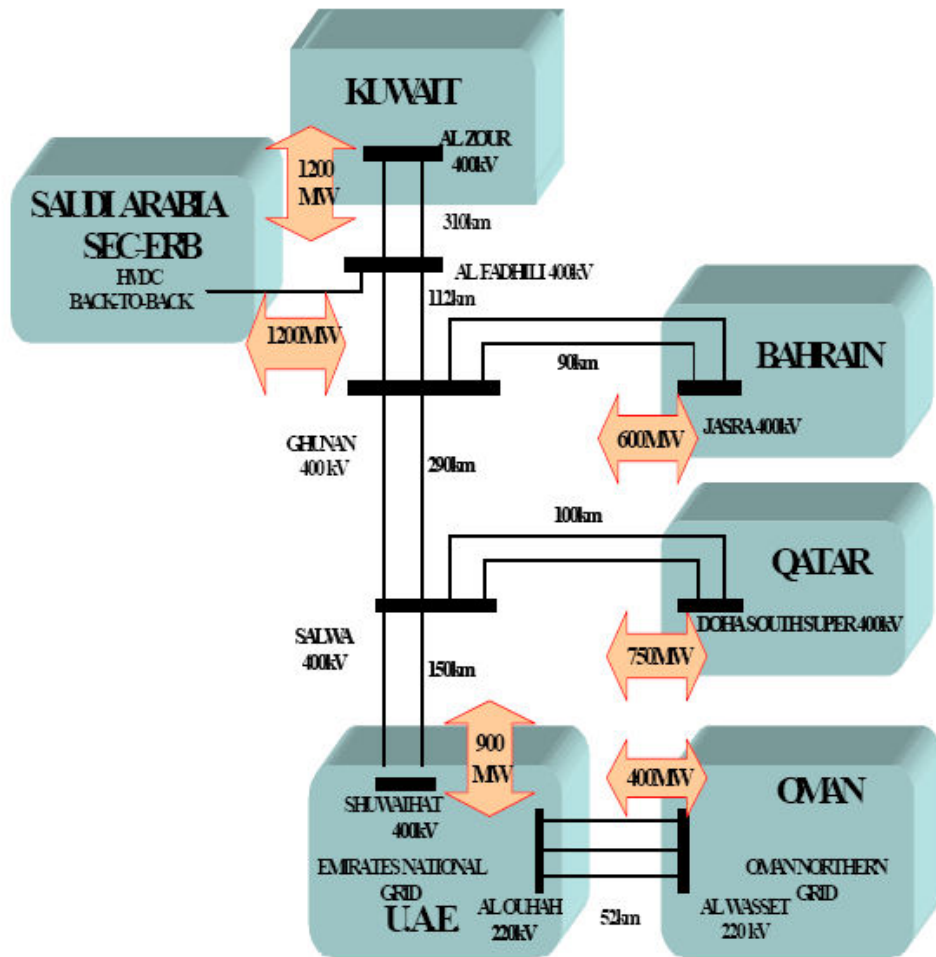 KUWAIT
AL ZOUR
400kV
1200
MW
SAUDI ARABIA
SEC-ERB
HVDC
BACK-TO-BACK
310km
AL FADHILI 400kV
112km
1200MW
90km
BAHRAIN
JASRA 400kV
600MW
GHUNAN
400 kV
290km
100km
QATAR
DOHA SOUTH SUPER 400kV
SALWA
400kV
150km
750MW
900
MW
400MW
OMAN
SHUWAIHAT
400kV
EMIRATES NATIONAL
GRID
U.A.E.
AL OUHAH
220kV
52km
OMAN NORTHERN
GRID
AL WASSET
220 kV